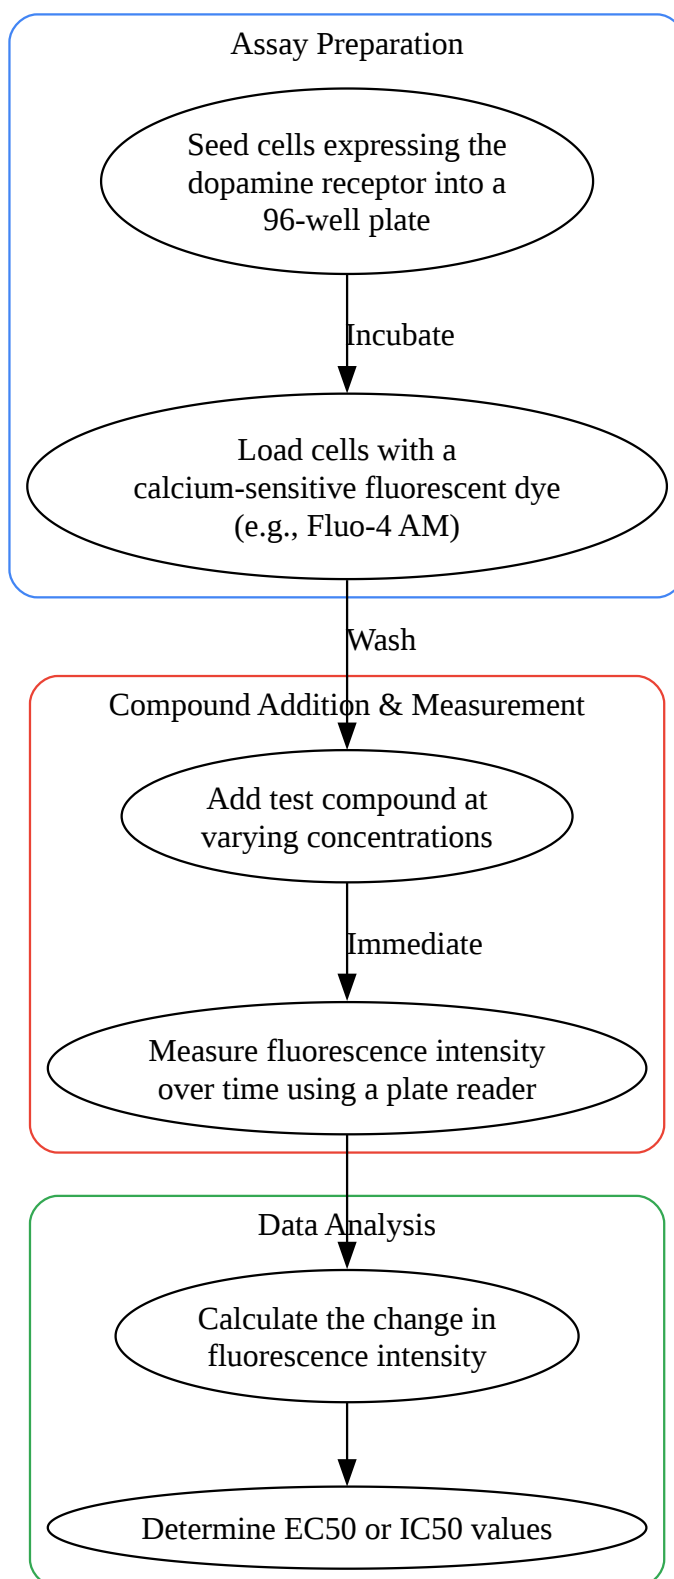 Assay Preparation
Seed cells expressing the
dopamine receptor into a
96-well plate
Incubate
Load cells with a
calcium-sensitive fluorescent dye
(e.g., Fluo-4 AM)
Wash
Compound Addition & Measurement
Add test compound at
varying concentrations
Immediate
Measure fluorescence intensity
over time using a plate reader
Data Analysis
Calculate the change in
fluorescence intensity
Determine EC50 or IC50 values